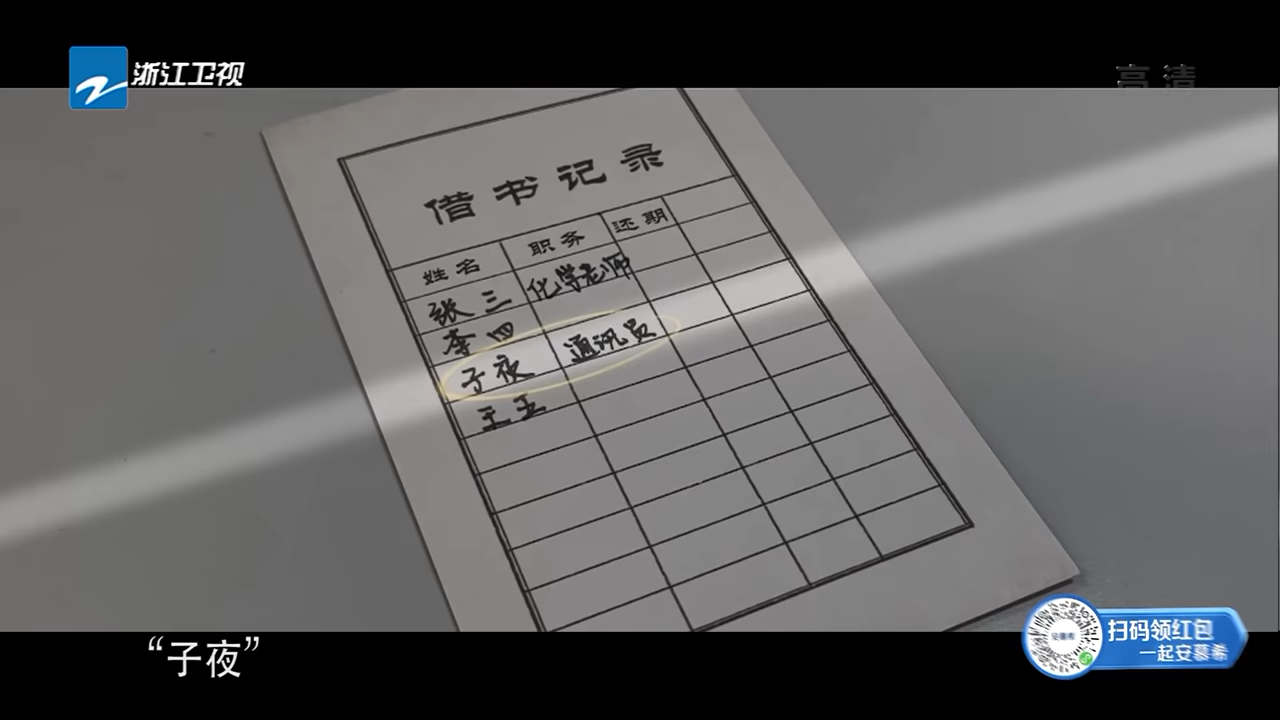 浙江卫视
高清
借书记录
姓名 职务 还期
张三 化学老师
李四
子夜 通讯员
王五
“子夜”
扫码领红包
一起安慕希